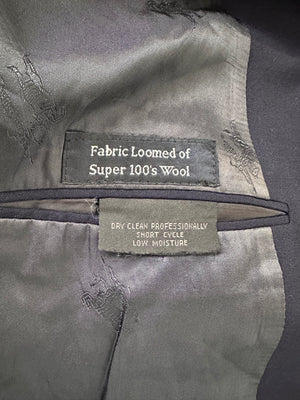 Fabric Loomed of
Super 100's Wool
DRY CLEAN PROFESSIONALLY
SHORT CYCLE
LOW MOISTURE